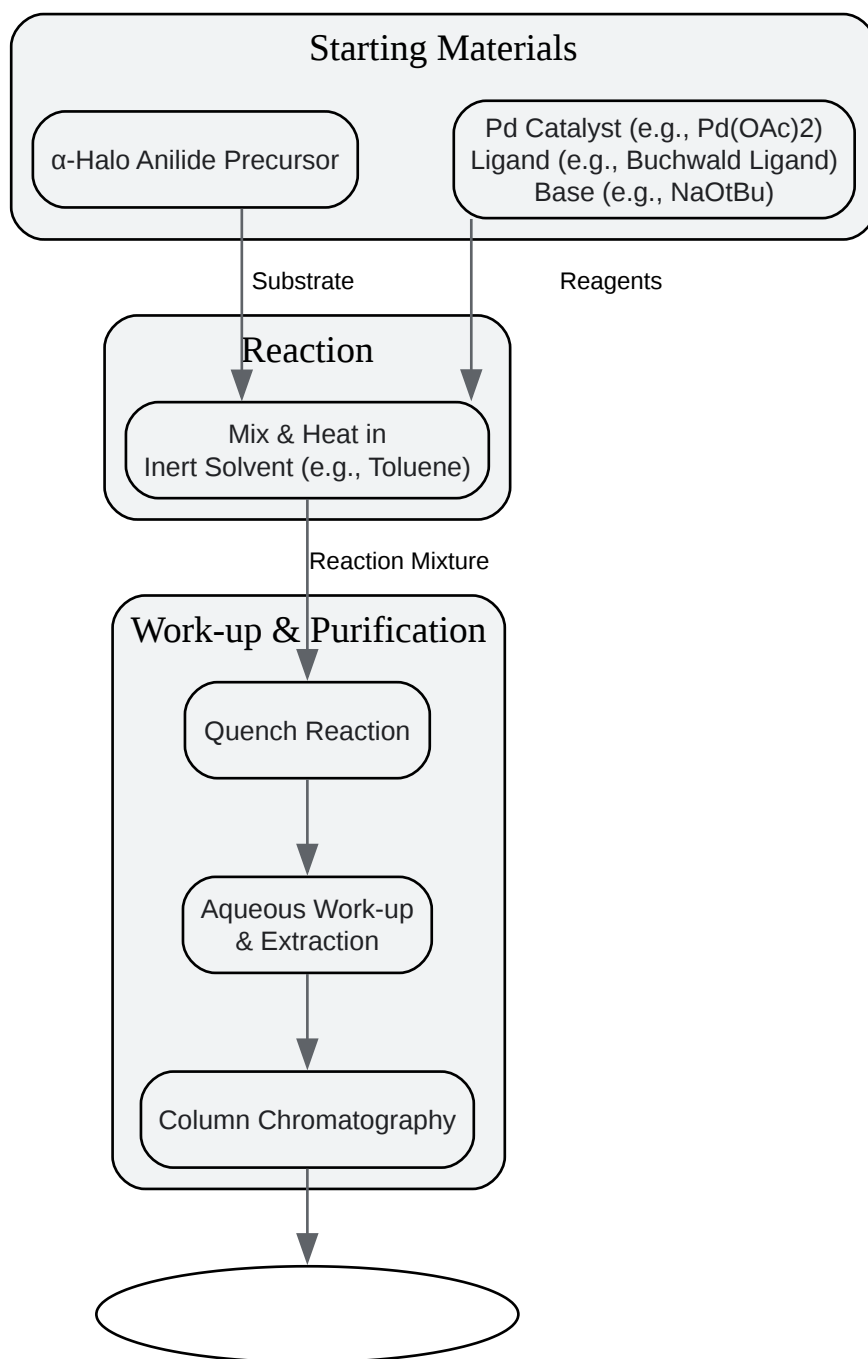 Starting Materials
α-Halo Anilide Precursor
Pd Catalyst (e.g., Pd(OAc)2)
Ligand (e.g., Buchwald Ligand)
Base (e.g., NaOtBu)
Substrate
Reagents
Reaction
Mix & Heat in
Inert Solvent (e.g., Toluene)
Reaction Mixture
Work-up & Purification
Quench Reaction
Aqueous Work-up
& Extraction
Column Chromatography